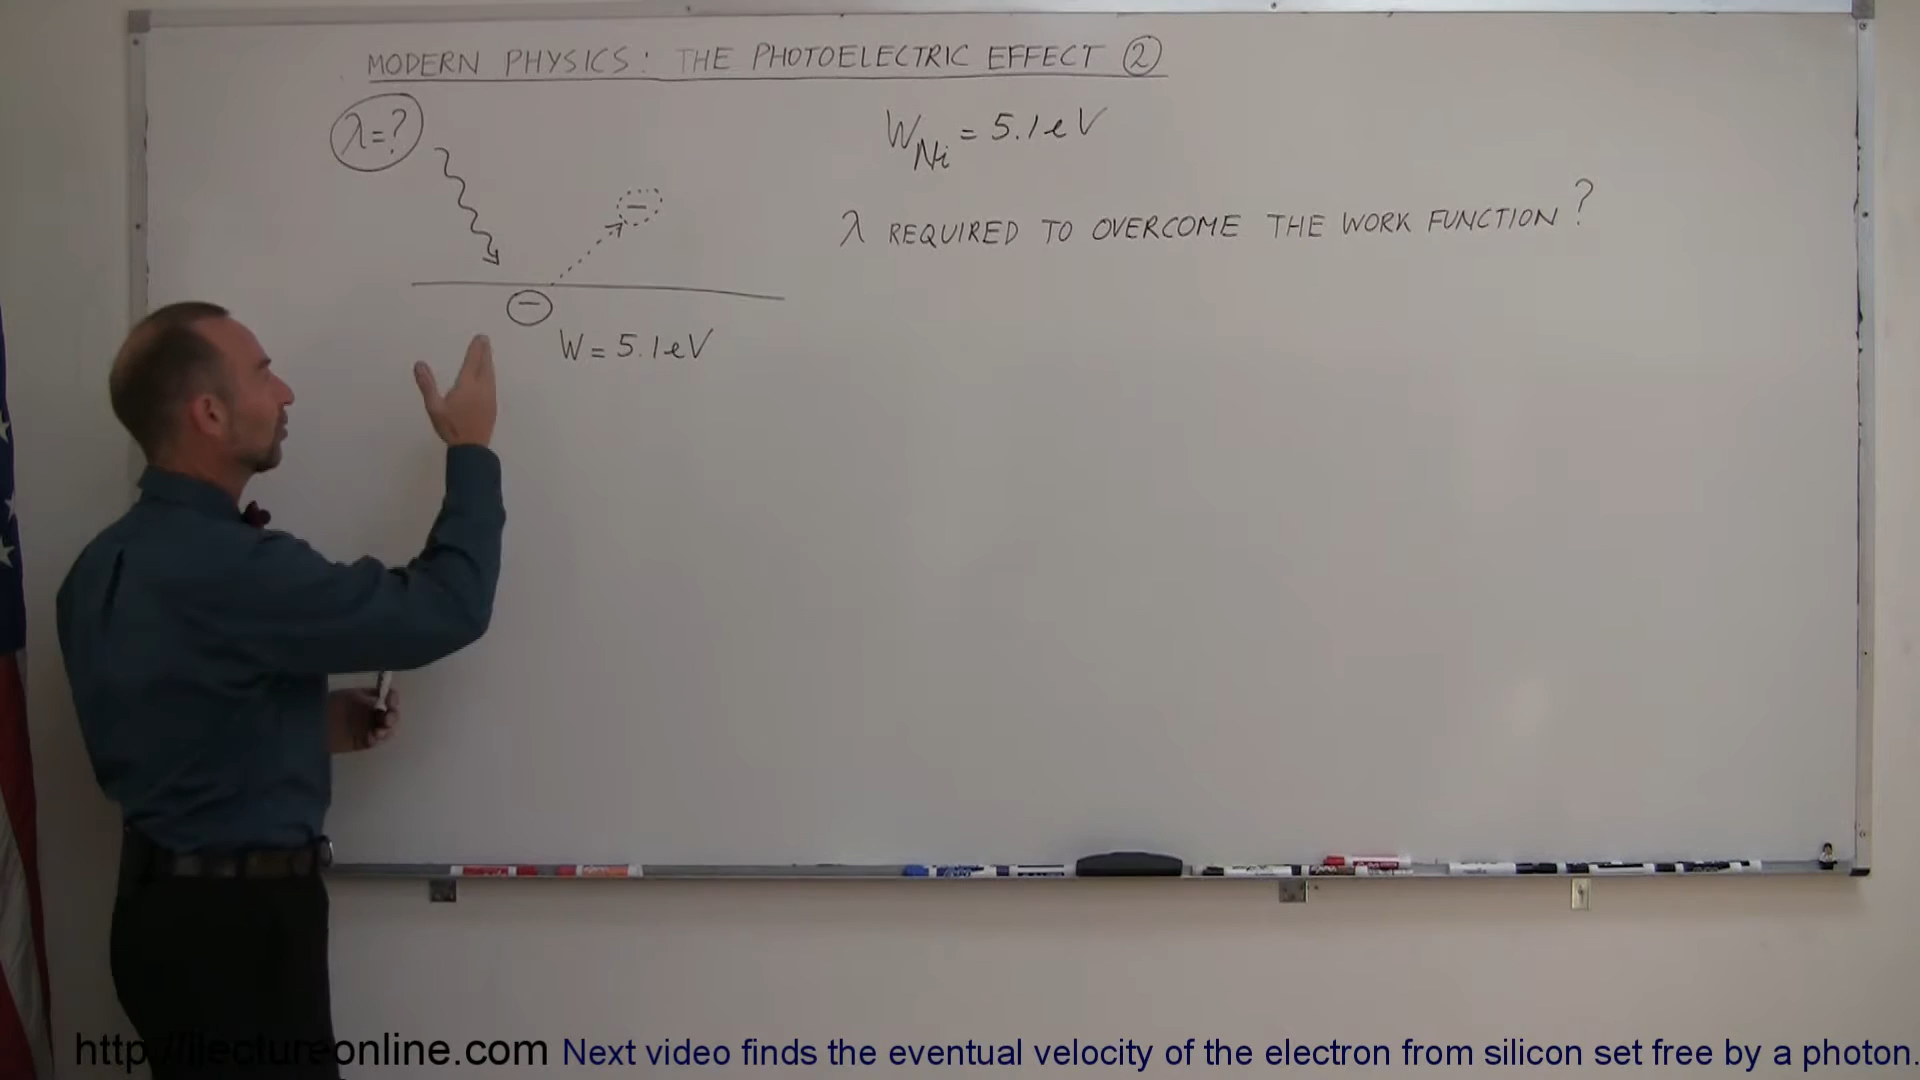 MODERN PHYSICS: THE PHOTOELECTRIC EFFECT ②
λ=?
W_Ni = 5.1eV
λ REQUIRED TO OVERCOME THE WORK FUNCTION?
W = 5.1eV
http://ilectureonline.com Next video finds the eventual velocity of the electron from silicon set free by a photon.